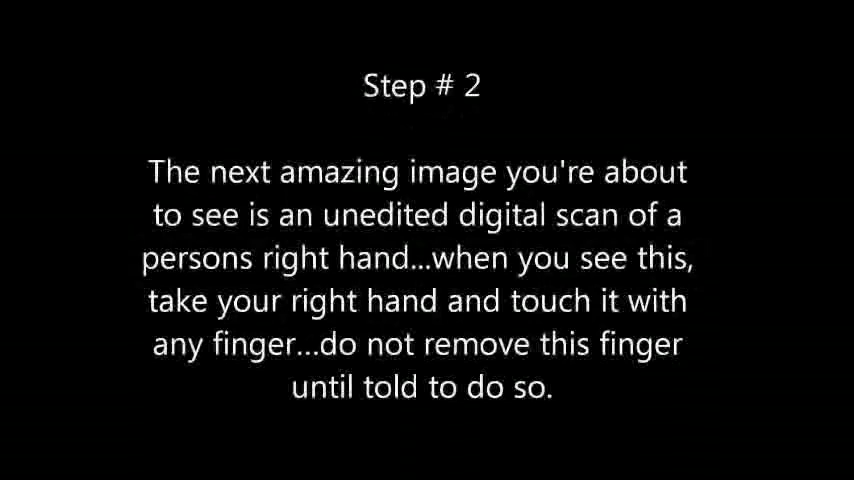 Step # 2
The next amazing image you're about
to see is an unedited digital scan of a
persons right hand...when you see this,
take your right hand and touch it with
any finger...do not remove this finger
until told to do so.